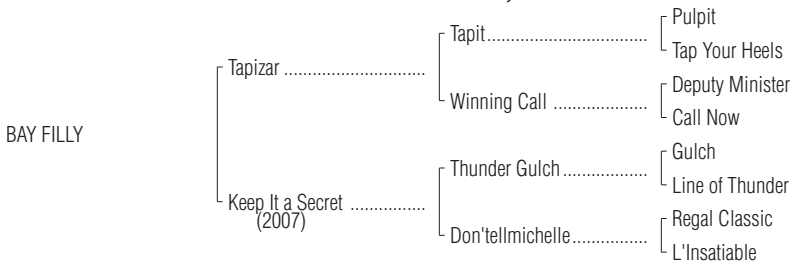 Pulpit
Tapit....................................
Tap Your Heels
Tapizar ................................
Deputy Minister
Winning Call .....................
Call Now
BAY FILLY
Gulch
Thunder Gulch...................
Line of Thunder
Keep It a Secret .................
(2007)
Regal Classic
Don'tellmichelle.................
L'Insatiable